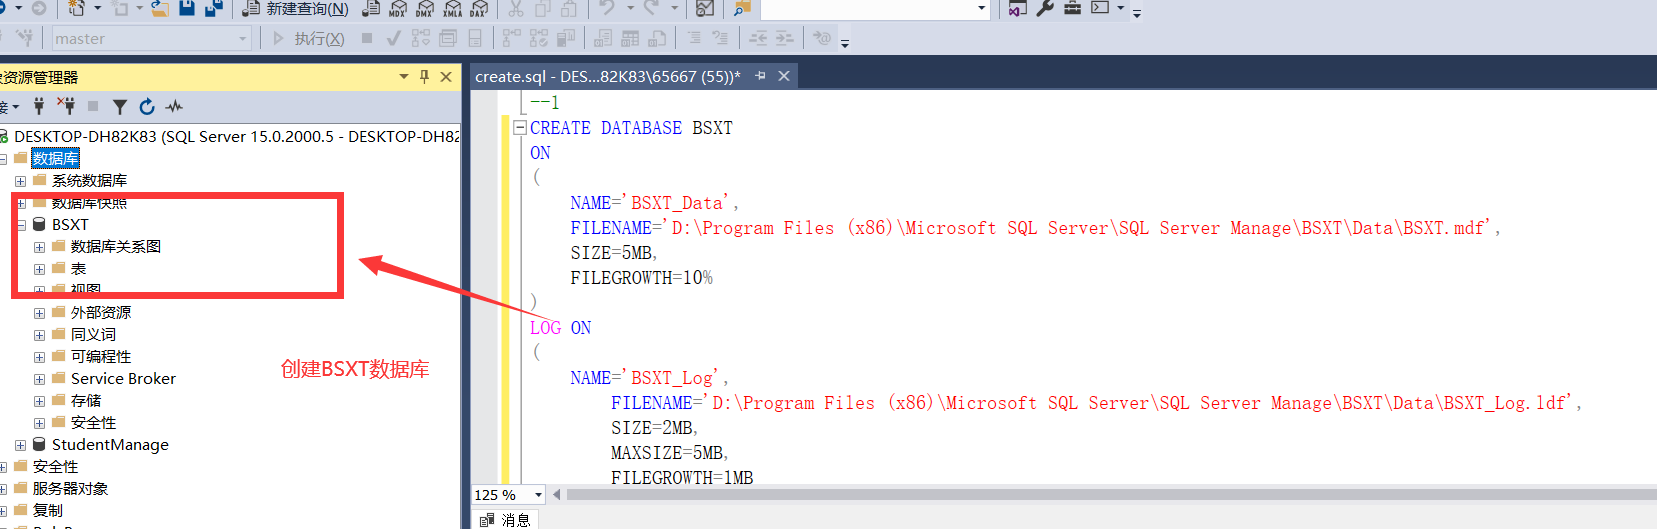 新建查询(N)
MDX DMX XMLA DAX
master
执行(X)
资源管理器
create.sql - DES...82K83\65667 (55))*
DESKTOP-DH82K83 (SQL Server 15.0.2000.5 - DESKTOP-DH82
数据库
系统数据库
数据库快照
BSXT
数据库关系图
表
视图
外部资源
同义词
可编程性
Service Broker
存储
安全性
StudentManage
安全性
服务器对象
复制
创建BSXT数据库
--1
CREATE DATABASE BSXT
ON
(
NAME='BSXT_Data',
FILENAME='D:\Program Files (x86)\Microsoft SQL Server\SQL Server Manage\BSXT\Data\BSXT.mdf',
SIZE=5MB,
FILEGROWTH=10%
)
LOG ON
(
NAME='BSXT_Log',
FILENAME='D:\Program Files (x86)\Microsoft SQL Server\SQL Server Manage\BSXT\Data\BSXT_Log.ldf',
SIZE=2MB,
MAXSIZE=5MB,
FILEGROWTH=1MB
125 %
消息